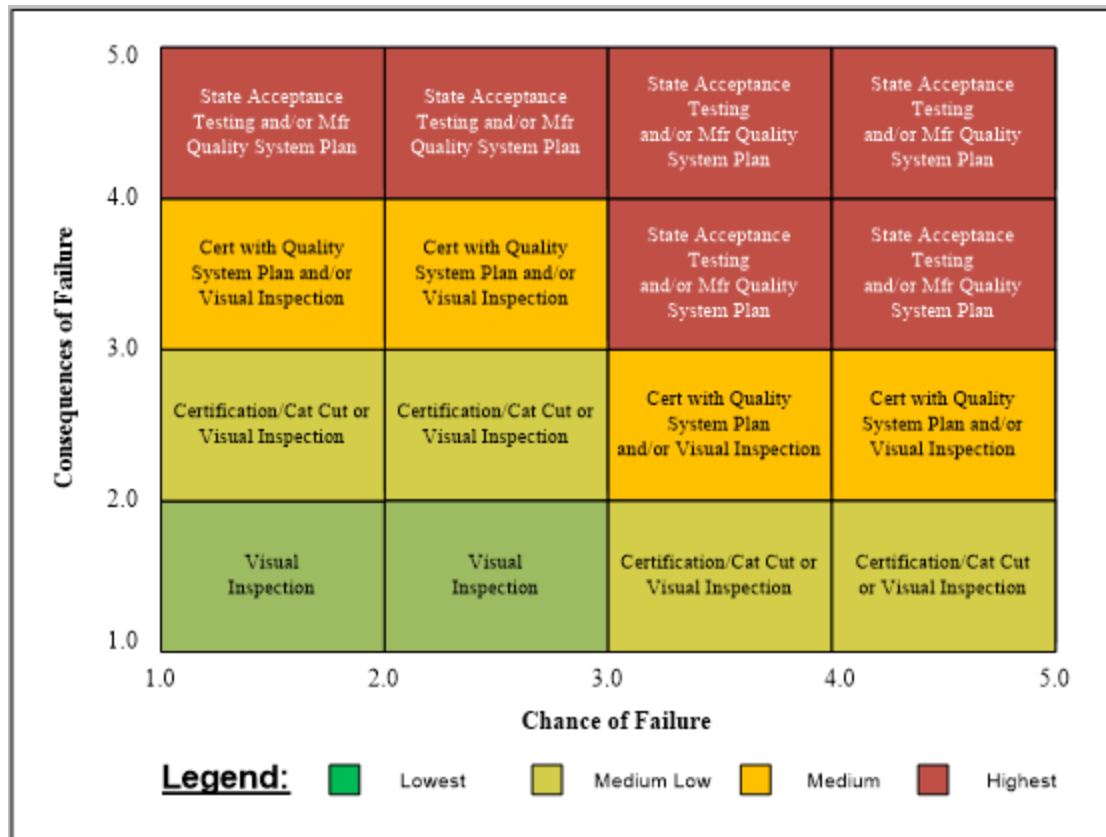 5.0
State Acceptance
Testing and/or Mfr
Quality System Plan
State Acceptance
Testing and/or Mfr
Quality System Plan
State Acceptance
Testing
and/or Mfr Quality
System Plan
State Acceptance
Testing
and/or Mfr Quality
System Plan
4.0
Cert with Quality
System Plan and/or
Visual Inspection
Cert with Quality
System Plan and/or
Visual Inspection
State Acceptance
Testing
and/or Mfr Quality
System Plan
State Acceptance
Testing
and/or Mfr Quality
System Plan
Consequences of Failure
3.0
Certification/Cat Cut or
Visual Inspection
Certification/Cat Cut or
Visual Inspection
Cert with Quality
System Plan
and/or Visual Inspection
Cert with Quality
System Plan and/or
Visual Inspection
2.0
Visual
Inspection
Visual
Inspection
Certification/Cat Cut or
Visual Inspection
Certification/Cat Cut
or Visual Inspection
1.0
1.0 2.0 3.0 4.0 5.0
Chance of Failure
Legend: Lowest Medium Low Medium Highest